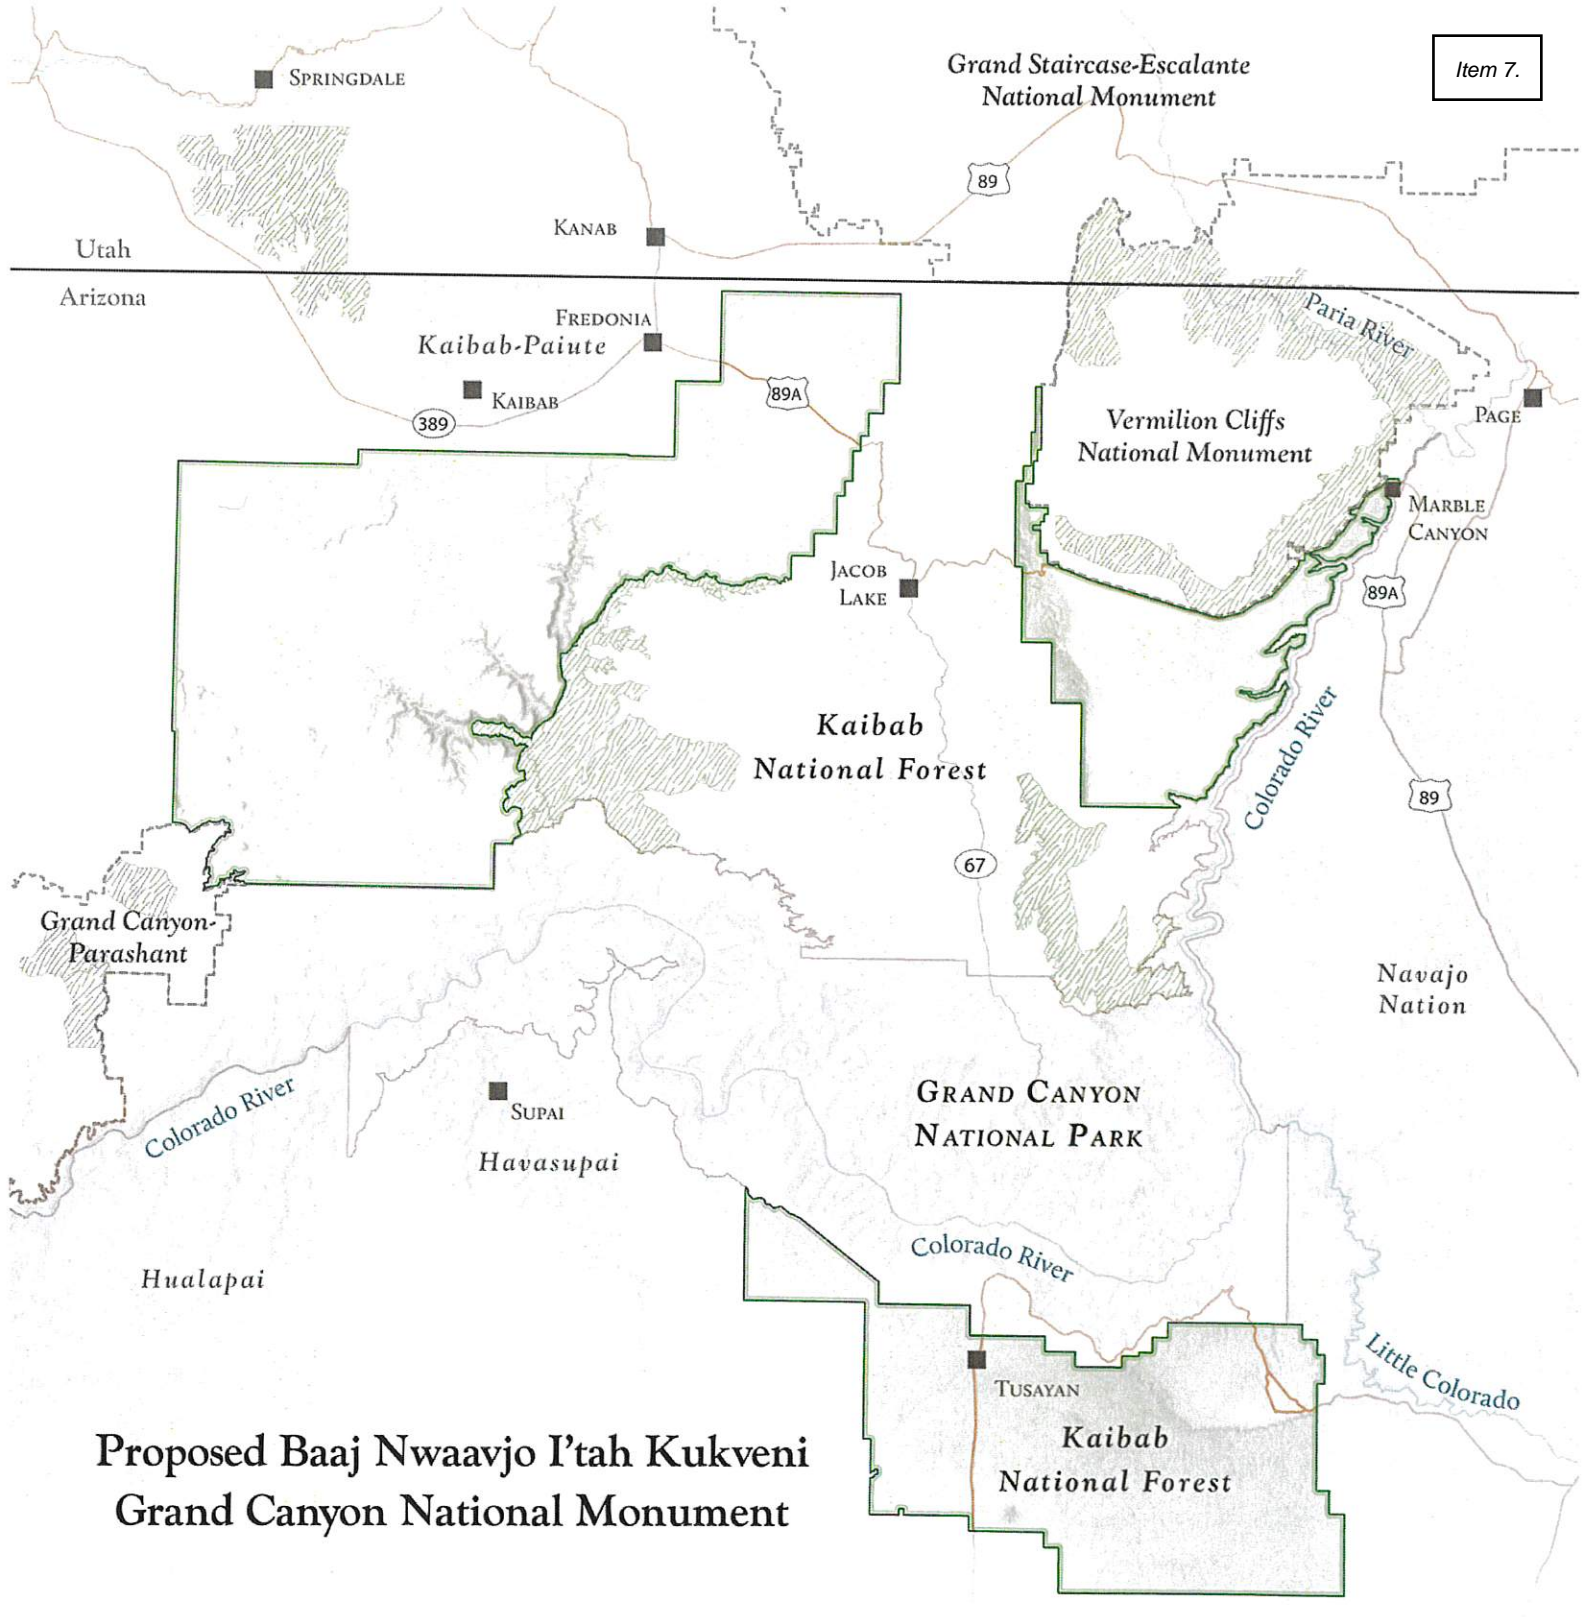 Item 7.
Grand Staircase-Escalante
National Monument
SPRINGDALE
89
KANAB
Utah
Arizona
FREDONIA
Kaibab-Paiute
KAIBAB
389
89A
Paria River
PAGE
Vermilion Cliffs
National Monument
MARBLE
CANYON
JACOB
LAKE
89A
Kaibab
National Forest
Colorado River
89
67
Grand Canyon-
Parashant
Navajo
Nation
Colorado River
SUPAI
Havasupai
GRAND CANYON
NATIONAL PARK
Hualapai
Colorado River
Little Colorado
TUSAYAN
Kaibab
National Forest
Proposed Baaj Nwaavjo I'tah Kukveni
Grand Canyon National Monument